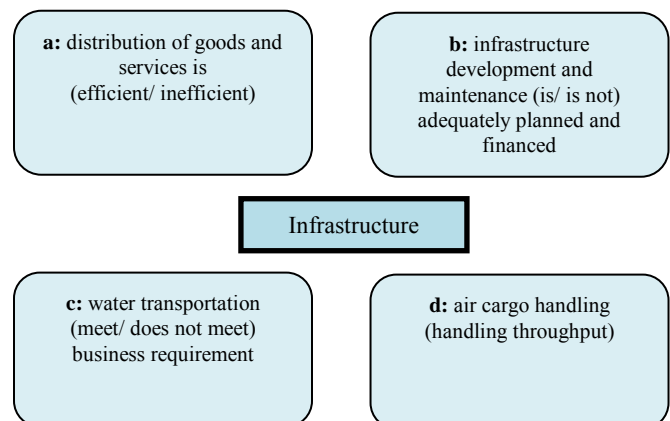 a: distribution of goods and
services is
(efficient/ inefficient)
b: infrastructure
development and
maintenance (is/ is not)
adequately planned and
financed
Infrastructure
c: water transportation
(meet/ does not meet)
business requirement
d: air cargo handling
(handling throughput)